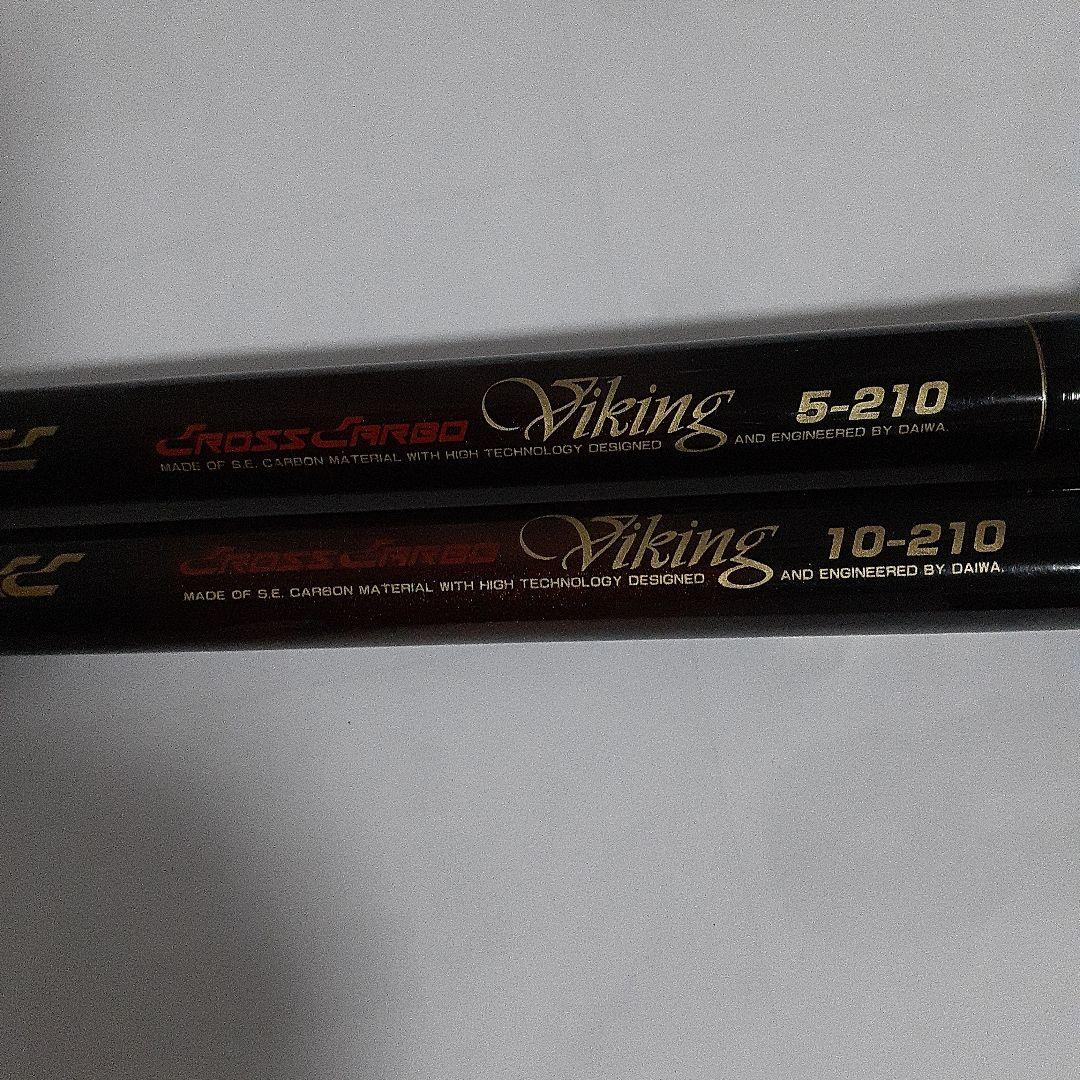 CROSS CARBO Viking 5-210
MADE OF S.E. CARBON MATERIAL WITH HIGH TECHNOLOGY DESIGNED AND ENGINEERED BY DAIWA.
CROSS CARBO Viking 10-210
MADE OF S.E. CARBON MATERIAL WITH HIGH TECHNOLOGY DESIGNED AND ENGINEERED BY DAIWA.